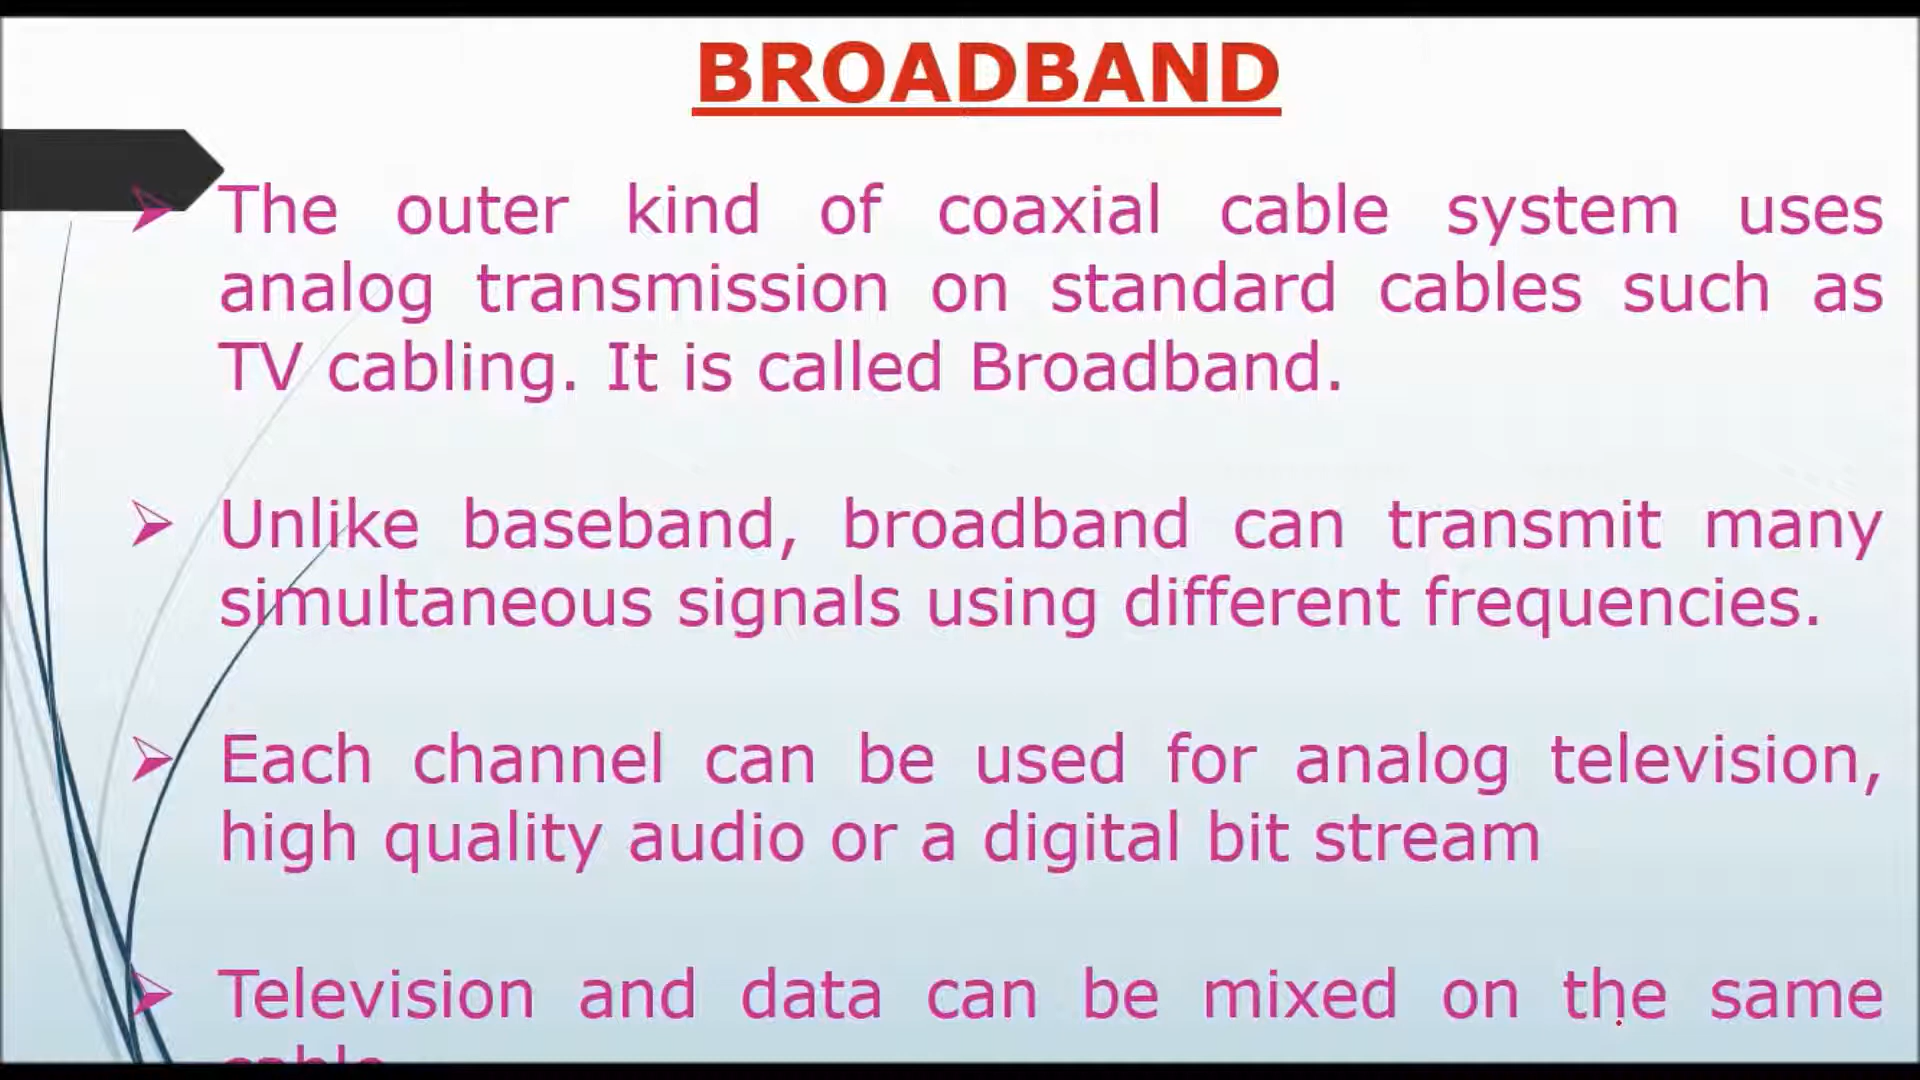 BROADBAND
The outer kind of coaxial cable system uses
analog transmission on standard cables such as
TV cabling. It is called Broadband.
Unlike baseband, broadband can transmit many
simultaneous signals using different frequencies.
Each channel can be used for analog television,
high quality audio or a digital bit stream
Television and data can be mixed on the same